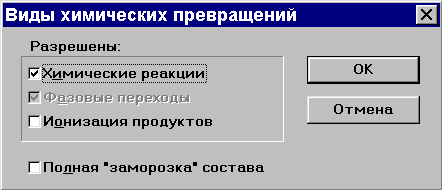 Виды химических превращений
Разрешены:
Химические реакции
Фазовые переходы
Ионизация продуктов
Полная "заморозка" состава
OK
Отмена